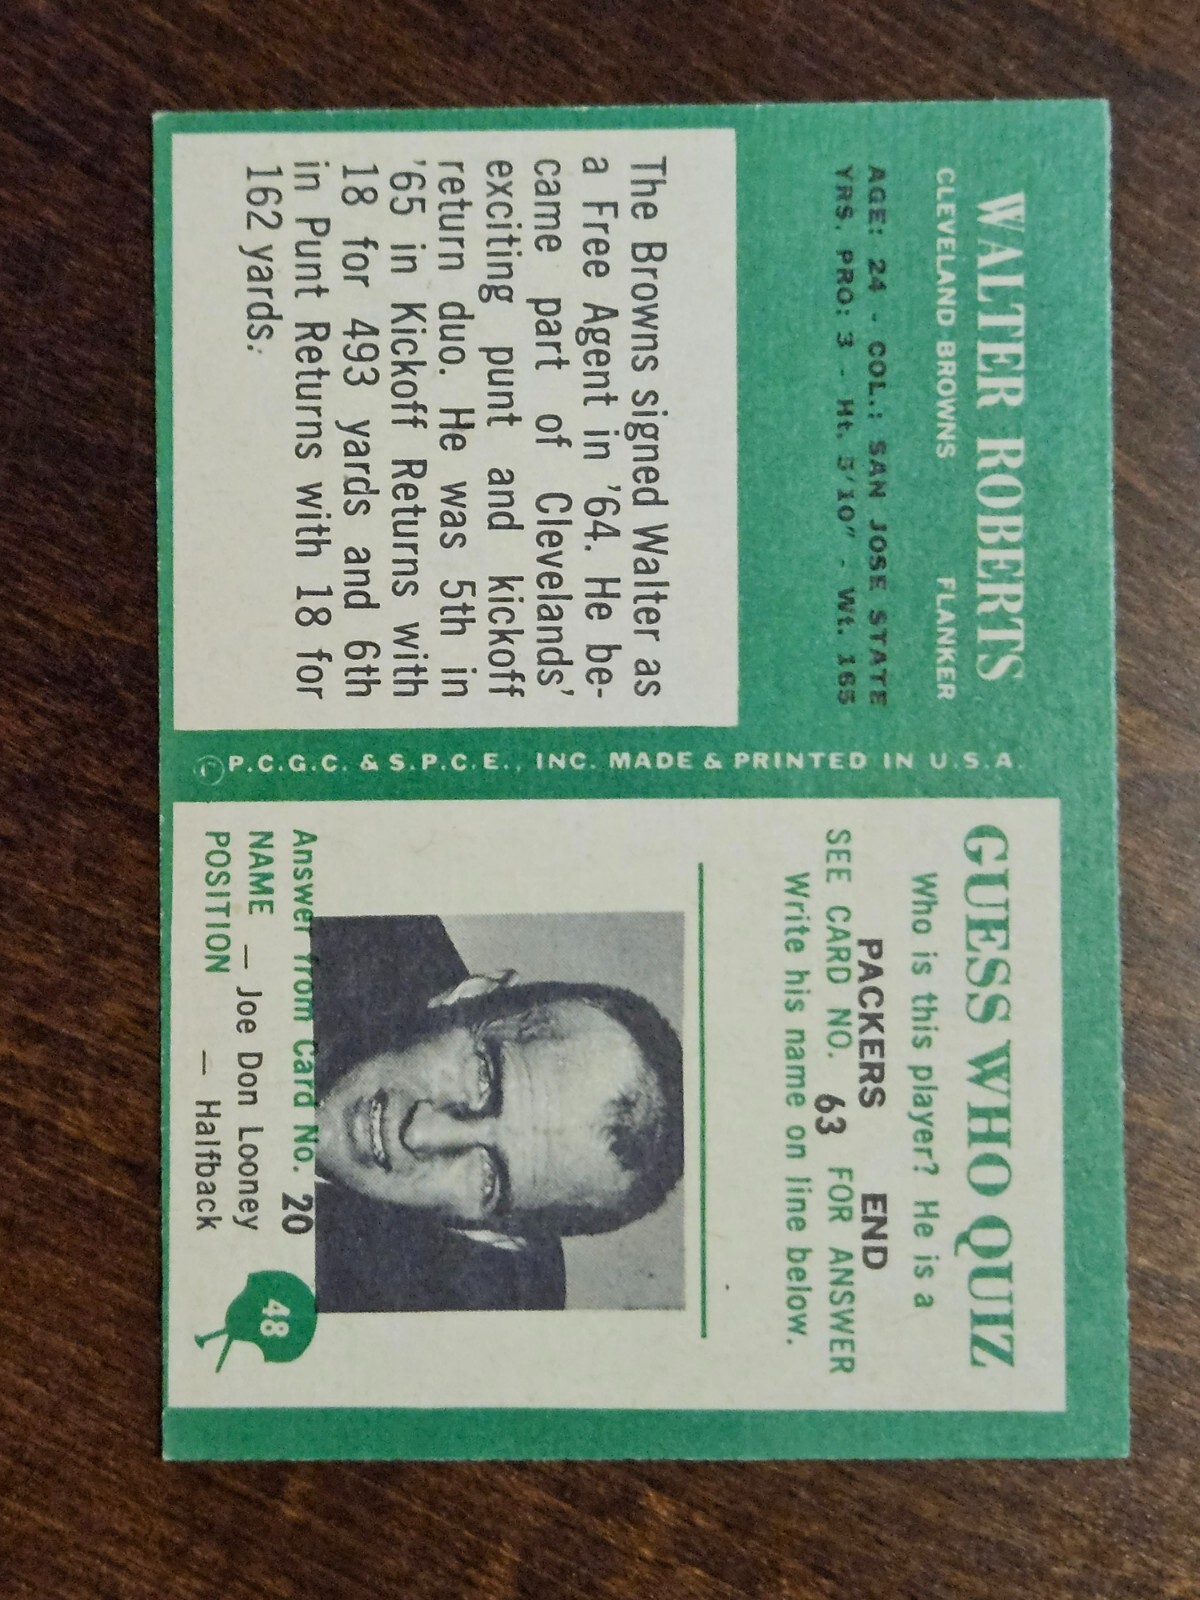 WALTER ROBERTS
CLEVELAND BROWNS FLANKER
AGE: 24 - COL.: SAN JOSE STATE
YRS. PRO: 3 - Ht. 5'10" - Wt. 165
The Browns signed Walter as
a Free Agent in '64. He be-
came part of Clevelands'
exciting punt and kickoff
return duo. He was 5th in
'65 in Kickoff Returns with
18 for 493 yards and 6th
in Punt Returns with 18 for
162 yards.
© P.C.G.C. & S.P.C.E., INC. MADE & PRINTED IN U.S.A.
GUESS WHO QUIZ
Who is this player? He is a
PACKERS END
SEE CARD NO. 63 FOR ANSWER
Write his name on line below.
Answer from Card No. 20
NAME — Joe Don Looney
POSITION — Halfback
48